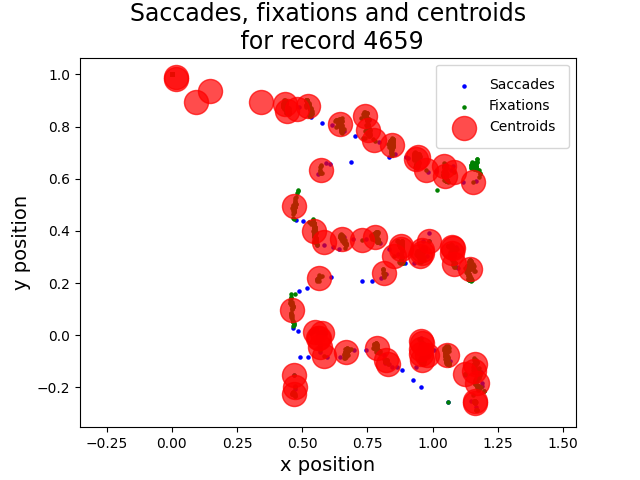 Saccades, fixations and centroids
for record 4659
Saccades
Fixations
Centroids
y position
1.0
0.8
0.6
0.4
0.2
0.0
−0.2
−0.25
0.00
0.25
0.50
0.75
1.00
1.25
1.50
x position